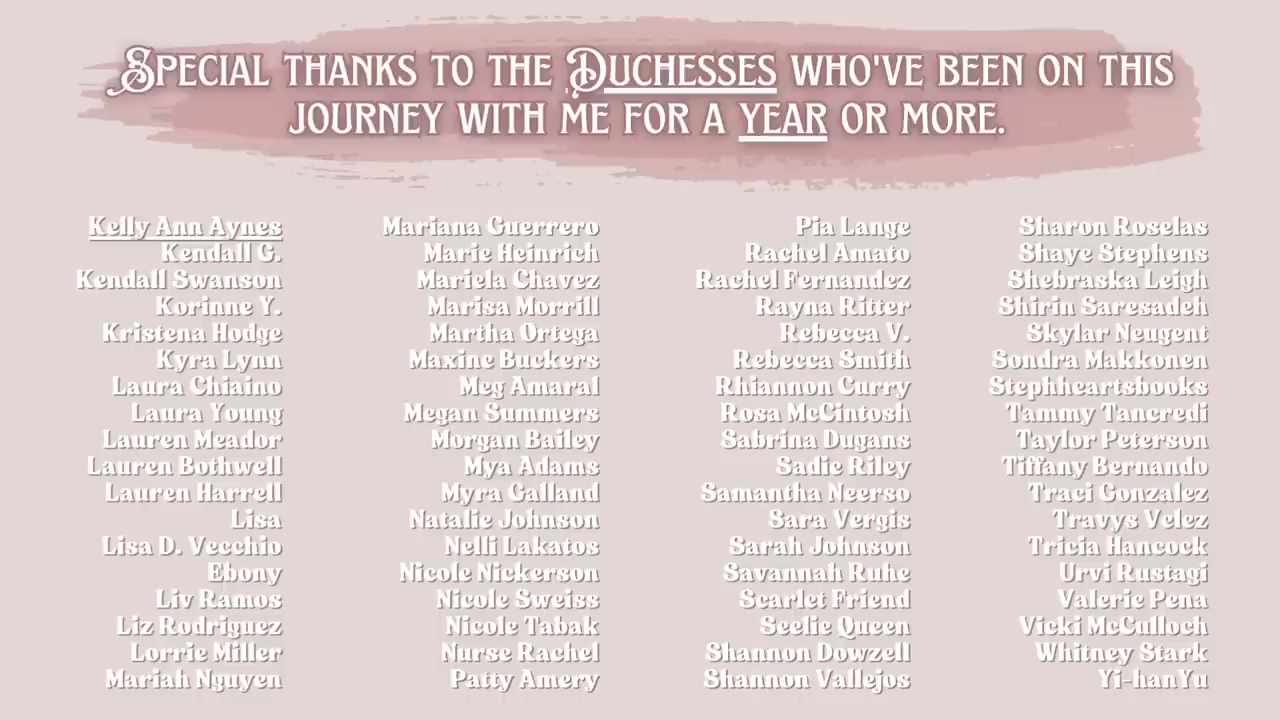 Special thanks to the Duchesses who've been on this
journey with me for a year or more.
Kelly Ann Aynes
Kendall G.
Kendall Swanson
Korinne Y.
Kristena Hodge
Kyra Lynn
Laura Chiaino
Laura Young
Lauren Meador
Lauren Bothwell
Lauren Harrell
Lisa
Lisa D. Vecchio
Ebony
Liv Ramos
Liz Rodriguez
Lorrie Miller
Mariah Nguyen
Mariana Guerrero
Marie Heinrich
Mariela Chavez
Marisa Morrill
Martha Ortega
Maxine Buckers
Meg Amaral
Megan Summers
Morgan Bailey
Mya Adams
Myra Galland
Natalie Johnson
Nelli Lakatos
Nicole Nickerson
Nicole Sweiss
Nicole Tabak
Nurse Rachel
Patty Amery
Pia Lange
Rachel Amato
Rachel Fernandez
Rayna Ritter
Rebecca V.
Rebecca Smith
Rhiannon Curry
Rosa McCintosh
Sabrina Dugans
Sadie Riley
Samantha Neerso
Sara Vergis
Sarah Johnson
Savannah Ruhe
Scarlet Friend
Seelie Queen
Shannon Dowzell
Shannon Vallejos
Sharon Roselas
Shaye Stephens
Shebraska Leigh
Shirin Saresadeh
Skylar Neugent
Sondra Makkonen
Stephheartsbooks
Tammy Tancredi
Taylor Peterson
Tiffany Bernando
Traci Gonzalez
Travys Velez
Tricia Hancock
Urvi Rustagi
Valerie Pena
Vicki McCulloch
Whitney Stark
Yi-hanYu